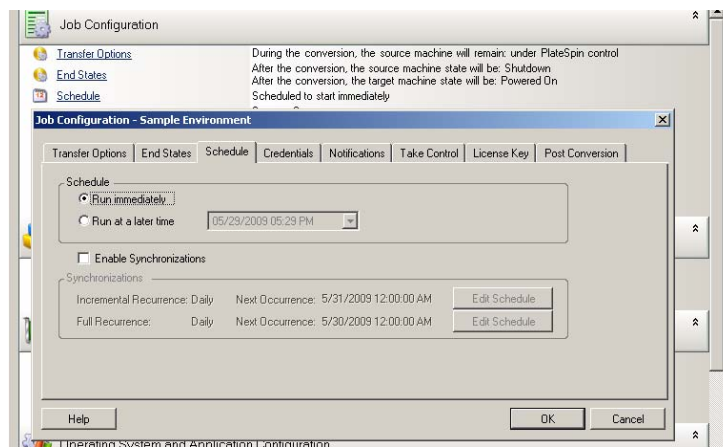 Job Configuration
Transfer Options During the conversion, the source machine will remain: under PlateSpin control
End States After the conversion, the source machine state will be: Shutdown
After the conversion, the target machine state will be: Powered On
Schedule Scheduled to start immediately
Job Configuration - Sample Environment
Transfer Options End States Schedule Credentials Notifications Take Control License Key Post Conversion
Schedule
Run immediately
Run at a later time 05/29/2009 05:29 PM
Enable Synchronizations
Synchronizations
Incremental Recurrence: Daily Next Occurrence: 5/31/2009 12:00:00 AM Edit Schedule
Full Recurrence: Daily Next Occurrence: 5/30/2009 12:00:00 AM Edit Schedule
Help OK Cancel
Operating System and Application Configuration